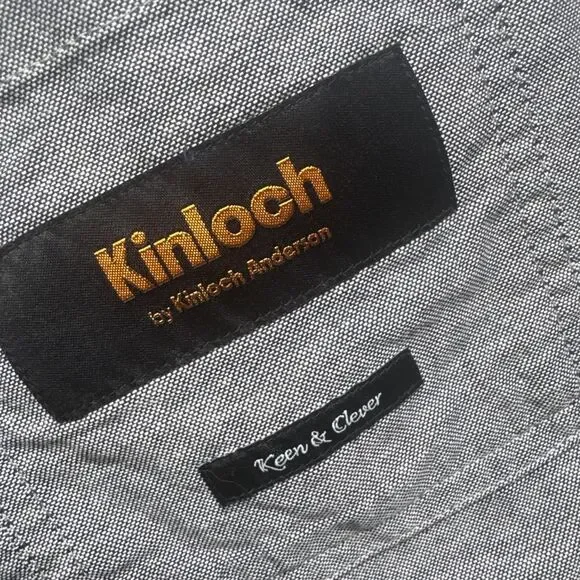 Kinloch
by Kinloch Anderson
Keen & Clever